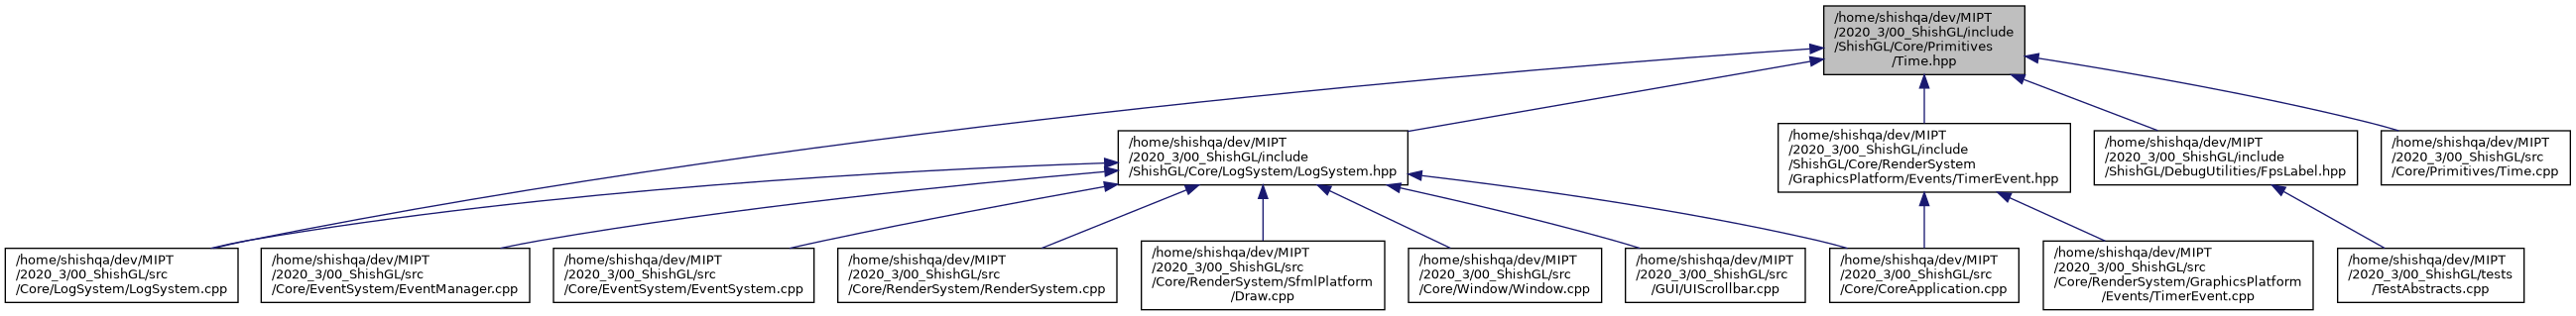 /home/shishqa/dev/MIPT
/2020_3/00_ShishGL/include
/ShishGL/Core/Primitives
/Time.hpp
/home/shishqa/dev/MIPT
/2020_3/00_ShishGL/include
/ShishGL/Core/LogSystem/LogSystem.hpp
/home/shishqa/dev/MIPT
/2020_3/00_ShishGL/include
/ShishGL/Core/RenderSystem
/GraphicsPlatform/Events/TimerEvent.hpp
/home/shishqa/dev/MIPT
/2020_3/00_ShishGL/include
/ShishGL/DebugUtilities/FpsLabel.hpp
/home/shishqa/dev/MIPT
/2020_3/00_ShishGL/src
/Core/Primitives/Time.cpp
/home/shishqa/dev/MIPT
/2020_3/00_ShishGL/src
/Core/LogSystem/LogSystem.cpp
/home/shishqa/dev/MIPT
/2020_3/00_ShishGL/src
/Core/EventSystem/EventManager.cpp
/home/shishqa/dev/MIPT
/2020_3/00_ShishGL/src
/Core/EventSystem/EventSystem.cpp
/home/shishqa/dev/MIPT
/2020_3/00_ShishGL/src
/Core/RenderSystem/RenderSystem.cpp
/home/shishqa/dev/MIPT
/2020_3/00_ShishGL/src
/Core/RenderSystem/SfmlPlatform
/Draw.cpp
/home/shishqa/dev/MIPT
/2020_3/00_ShishGL/src
/Core/Window/Window.cpp
/home/shishqa/dev/MIPT
/2020_3/00_ShishGL/src
/GUI/UIScrollbar.cpp
/home/shishqa/dev/MIPT
/2020_3/00_ShishGL/src
/Core/CoreApplication.cpp
/home/shishqa/dev/MIPT
/2020_3/00_ShishGL/src
/Core/RenderSystem/GraphicsPlatform
/Events/TimerEvent.cpp
/home/shishqa/dev/MIPT
/2020_3/00_ShishGL/tests
/TestAbstracts.cpp